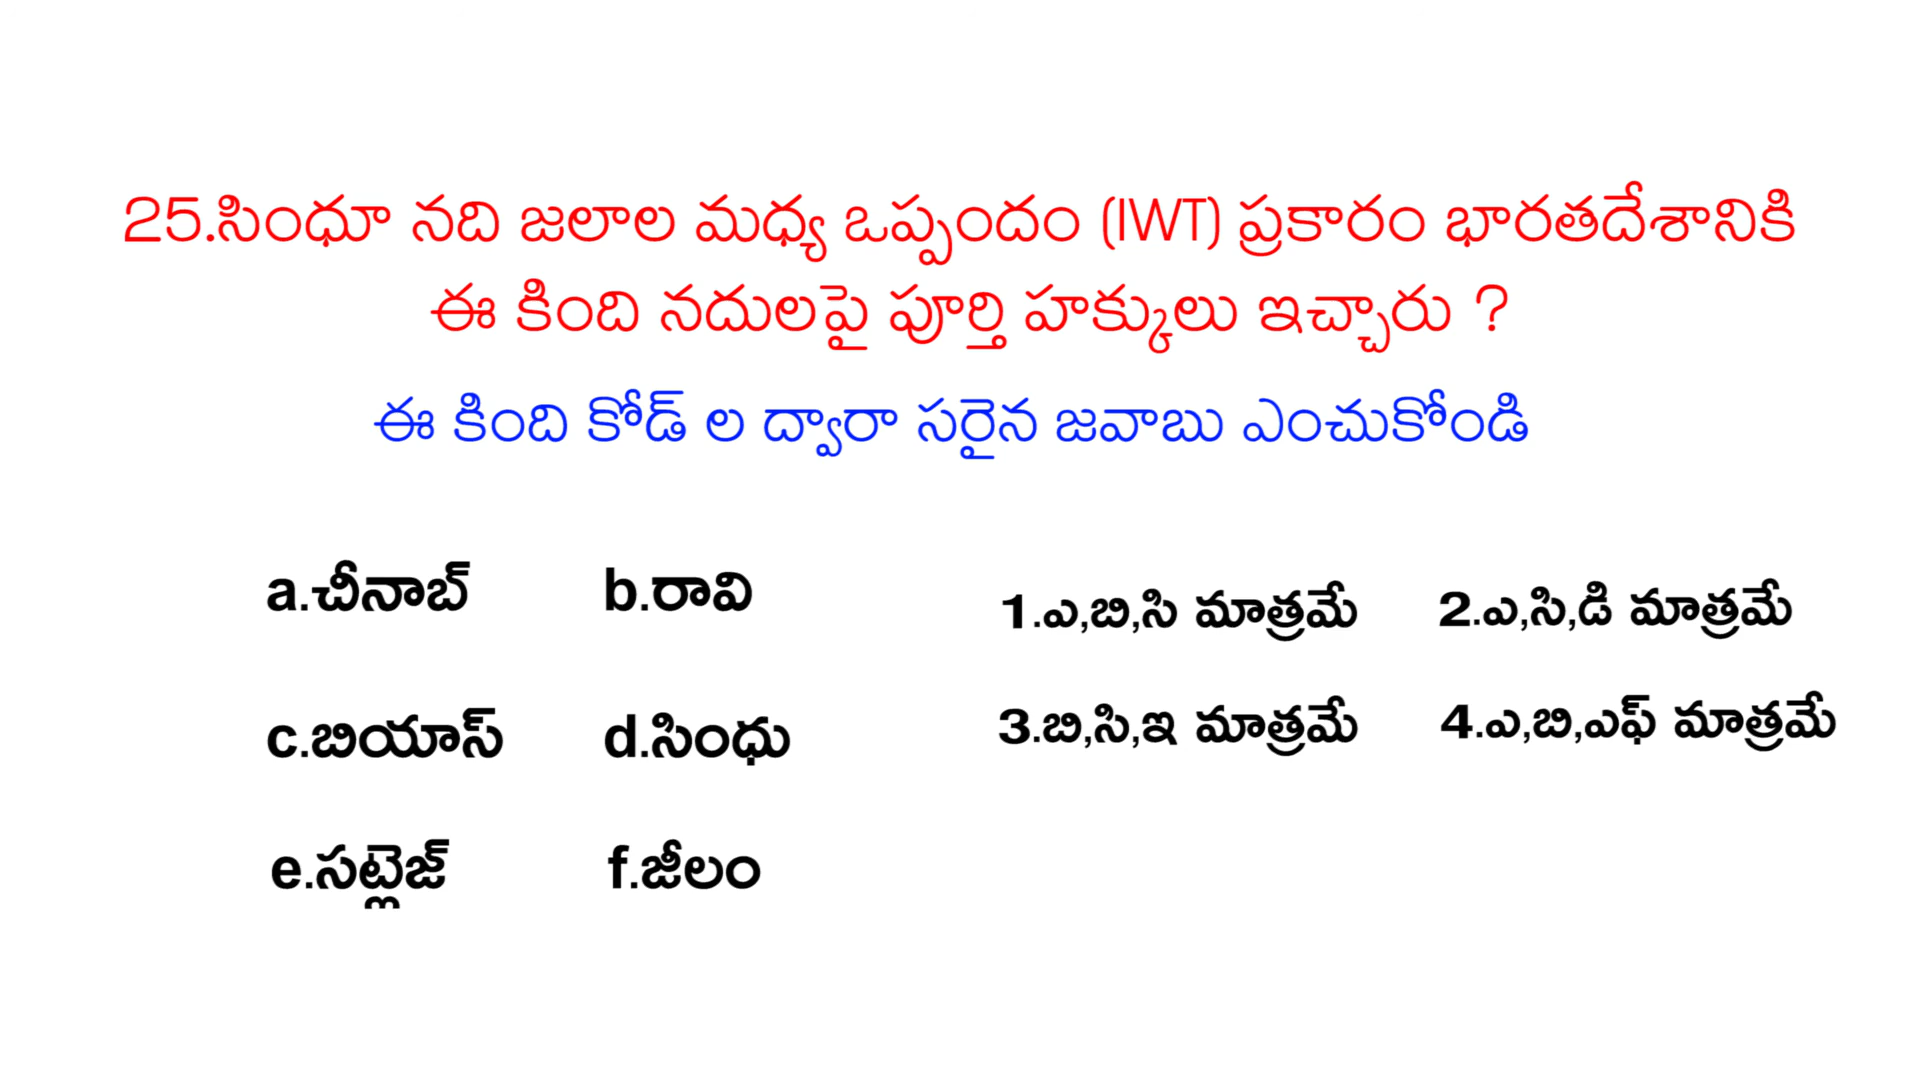 25.సింధూ నది జలాల మధ్య ఒప్పందం (IWT) ప్రకారం భారతదేశానికి
ఈ కింది నదులపై పూర్తి హక్కులు ఇచ్చారు ?
ఈ కింది కోడ్ ల ద్వారా సరైన జవాబు ఎంచుకోండి
a.చీనాబ్ b.రావి
c.బియాస్ d.సింధు
e.సట్లెజ్ f.జీలం
1.ఎ,బి,సి మాత్రమే 2.ఎ,సి,డి మాత్రమే
3.బి,సి,ఇ మాత్రమే 4.ఎ,బి,ఎఫ్ మాత్రమే